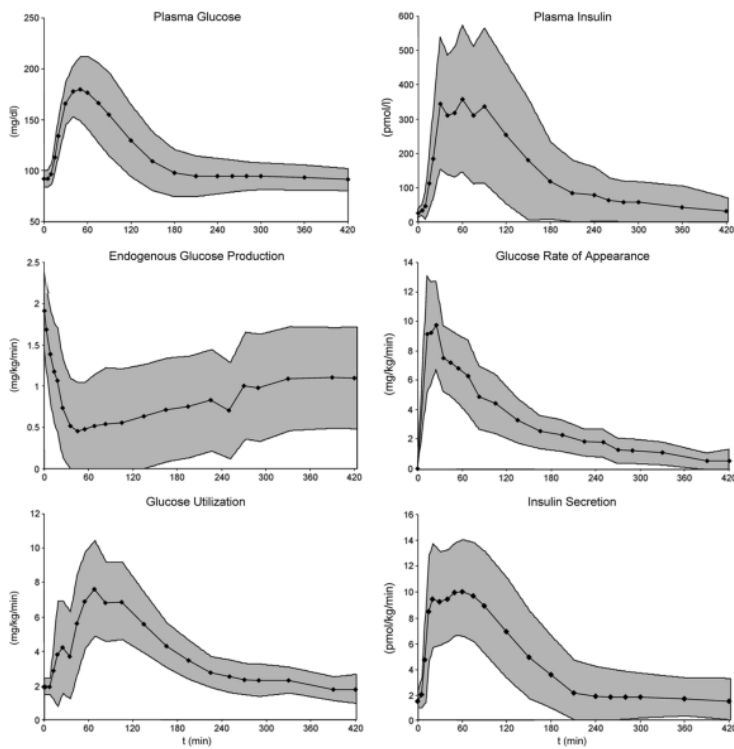 Plasma Glucose
(mg/dl)
250
200
150
100
50
0 60 120 180 240 300 360 420
Plasma Insulin
(pmol/l)
600
500
400
300
200
100
0
0 60 120 180 240 300 360 420
Endogenous Glucose Production
(mg/kg/min)
2.5
2
1.5
1
0.5
0
0 60 120 180 240 300 360 420
Glucose Rate of Appearance
(mg/kg/min)
14
12
10
8
6
4
2
0
0 60 120 180 240 300 360 420
Glucose Utilization
(mg/kg/min)
12
10
8
6
4
2
0
0 60 120 180 240 300 360 420
t (min)
Insulin Secretion
(pmol/kg/min)
16
14
12
10
8
6
4
2
0
0 60 120 180 240 300 360 420
t (min)